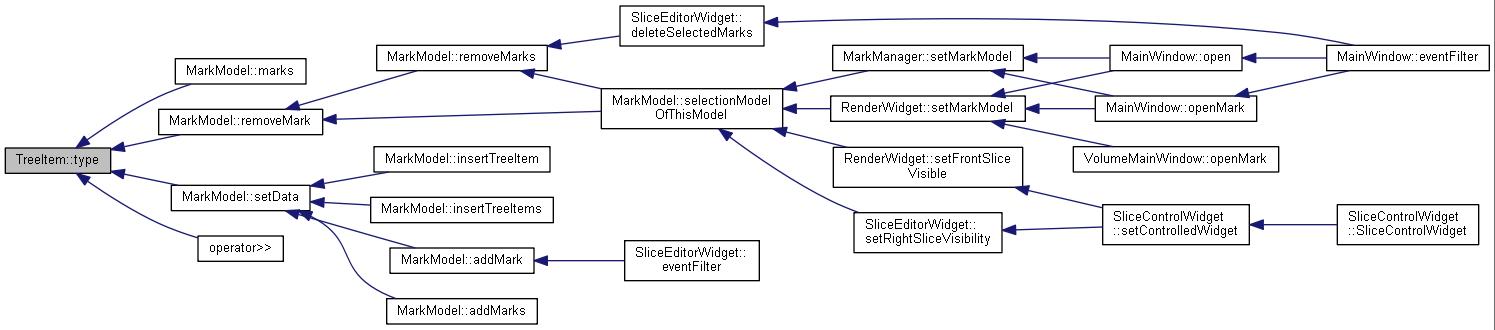 TreeItem::type
MarkModel::marks
MarkModel::removeMark
MarkModel::setData
operator>>
MarkModel::removeMarks
MarkModel::insertTreeItem
MarkModel::insertTreeItems
MarkModel::addMark
MarkModel::addMarks
SliceEditorWidget::
deleteSelectedMarks
MarkModel::selectionModel
OfThisModel
SliceEditorWidget::
eventFilter
MarkManager::setMarkModel
RenderWidget::setMarkModel
RenderWidget::setFrontSlice
Visible
SliceEditorWidget::
setRightSliceVisibility
MainWindow::open
MainWindow::openMark
VolumeMainWindow::openMark
SliceControlWidget
::setControlledWidget
MainWindow::eventFilter
SliceControlWidget
::SliceControlWidget